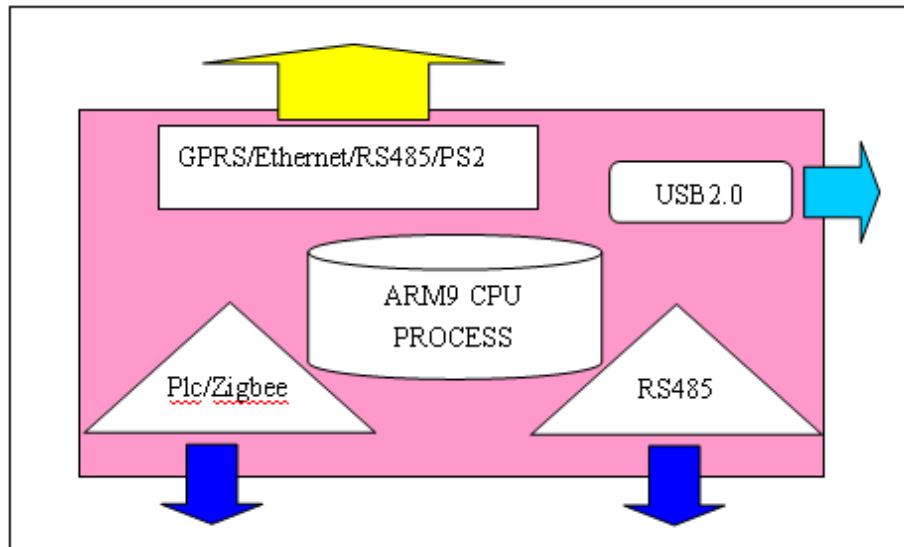 GPRS/Ethernet/RS485/PS2
USB2.0
ARM9 CPU
PROCESS
Plc/Zigbee
RS485